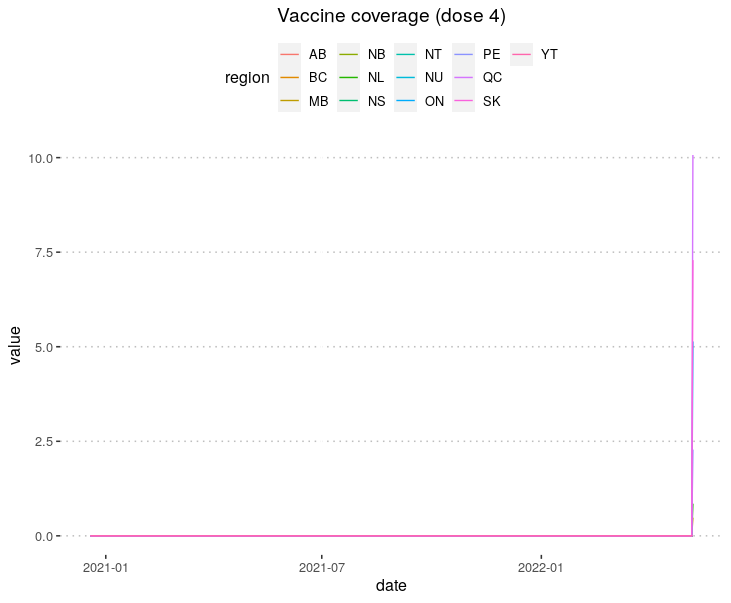 Vaccine coverage (dose 4)
AB NB NT PE YT
region BC NL NU QC
MB NS ON SK
10.0
7.5
5.0
2.5
0.0
value
2021-01 2021-07 2022-01
date